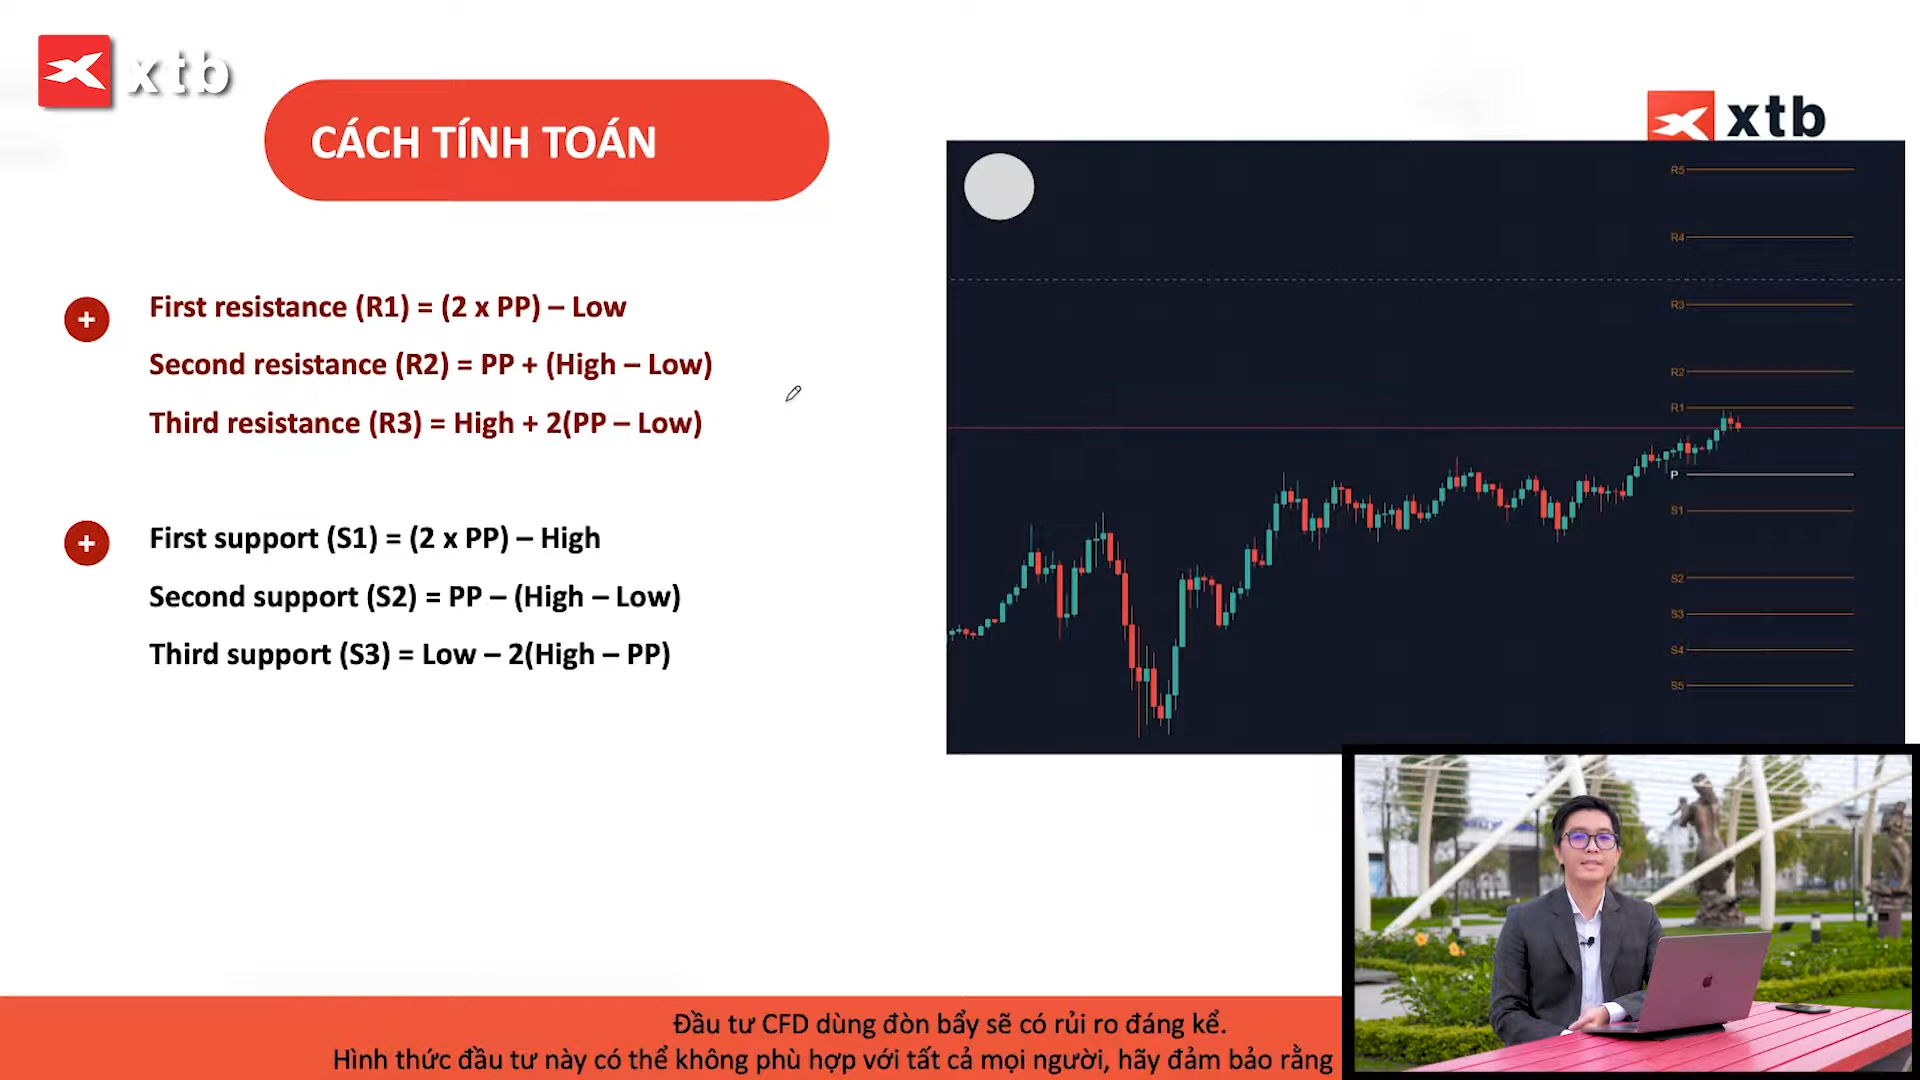 xtb
xtb
CÁCH TÍNH TOÁN
+
First resistance (R1) = (2 x PP) – Low
Second resistance (R2) = PP + (High – Low)
Third resistance (R3) = High + 2(PP – Low)
+
First support (S1) = (2 x PP) – High
Second support (S2) = PP – (High – Low)
Third support (S3) = Low – 2(High – PP)
R5
R4
R3
R2
R1
P
S1
S2
S3
S4
S5
Đầu tư CFD dùng đòn bẩy sẽ có rủi ro đáng kể.
Hình thức đầu tư này có thể không phù hợp với tất cả mọi người, hãy đảm bảo rằng